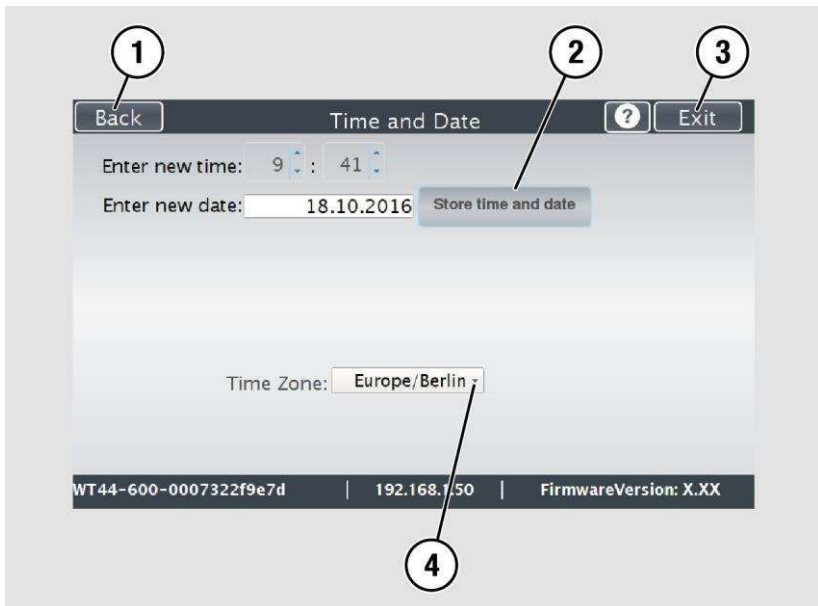 1 2 3
Back Time and Date ? Exit
Enter new time: 9 : 41
Enter new date: 18.10.2016 Store time and date
Time Zone: Europe/Berlin
WT44-600-0007322f9e7d | 192.168.1.50 | FirmwareVersion: X.XX
4